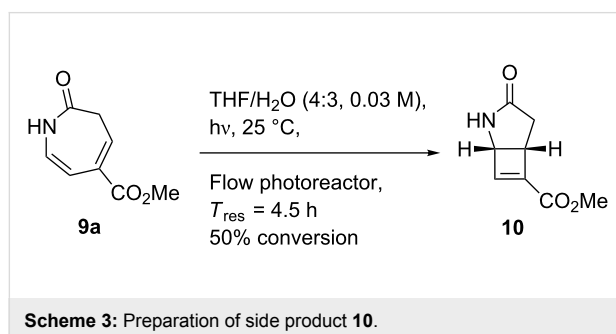 O
HN
CO2Me
9a
THF/H2O (4:3, 0.03 M),
hν, 25 °C,
Flow photoreactor,
Tres = 4.5 h
50% conversion
O
HN
H
H
CO2Me
10
Scheme 3: Preparation of side product 10.